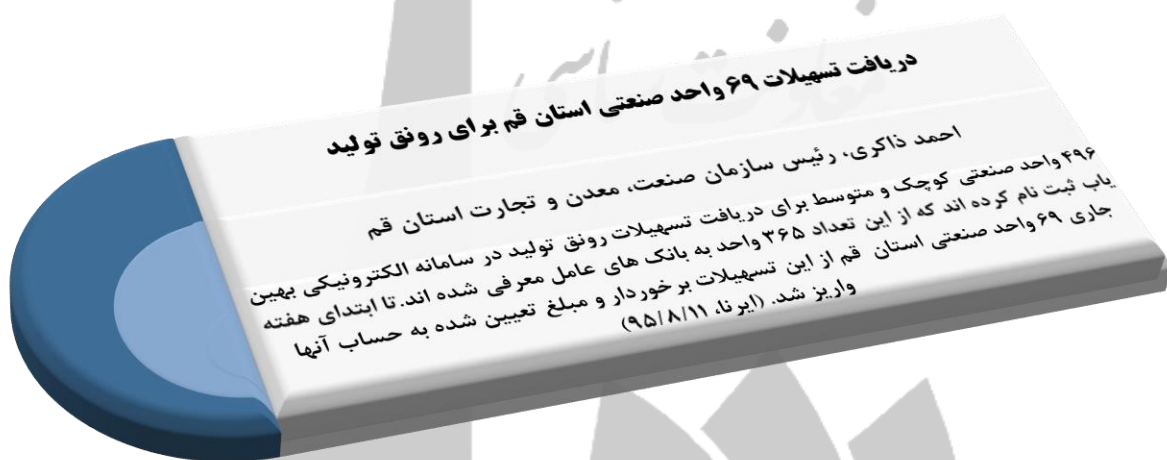 دریافت تسهیلات ۶۹ واحد صنعتی استان قم برای رونق تولید
احمد ذاکری، رئیس سازمان صنعت، معدن و تجارت استان قم
۴۹۶ واحد صنعتی کوچک و متوسط برای دریافت تسهیلات رونق تولید در سامانه الکترونیکی بهین
یاب ثبت نام کرده اند که از این تعداد ۳۶۵ واحد به بانک های عامل معرفی شده اند. تا ابتدای هفته
جاری ۶۹ واحد صنعتی استان قم از این تسهیلات برخوردار و مبلغ تعیین شده به حساب آنها
واریز شد. (ایرنا، ۹۵/۸/۱۱)